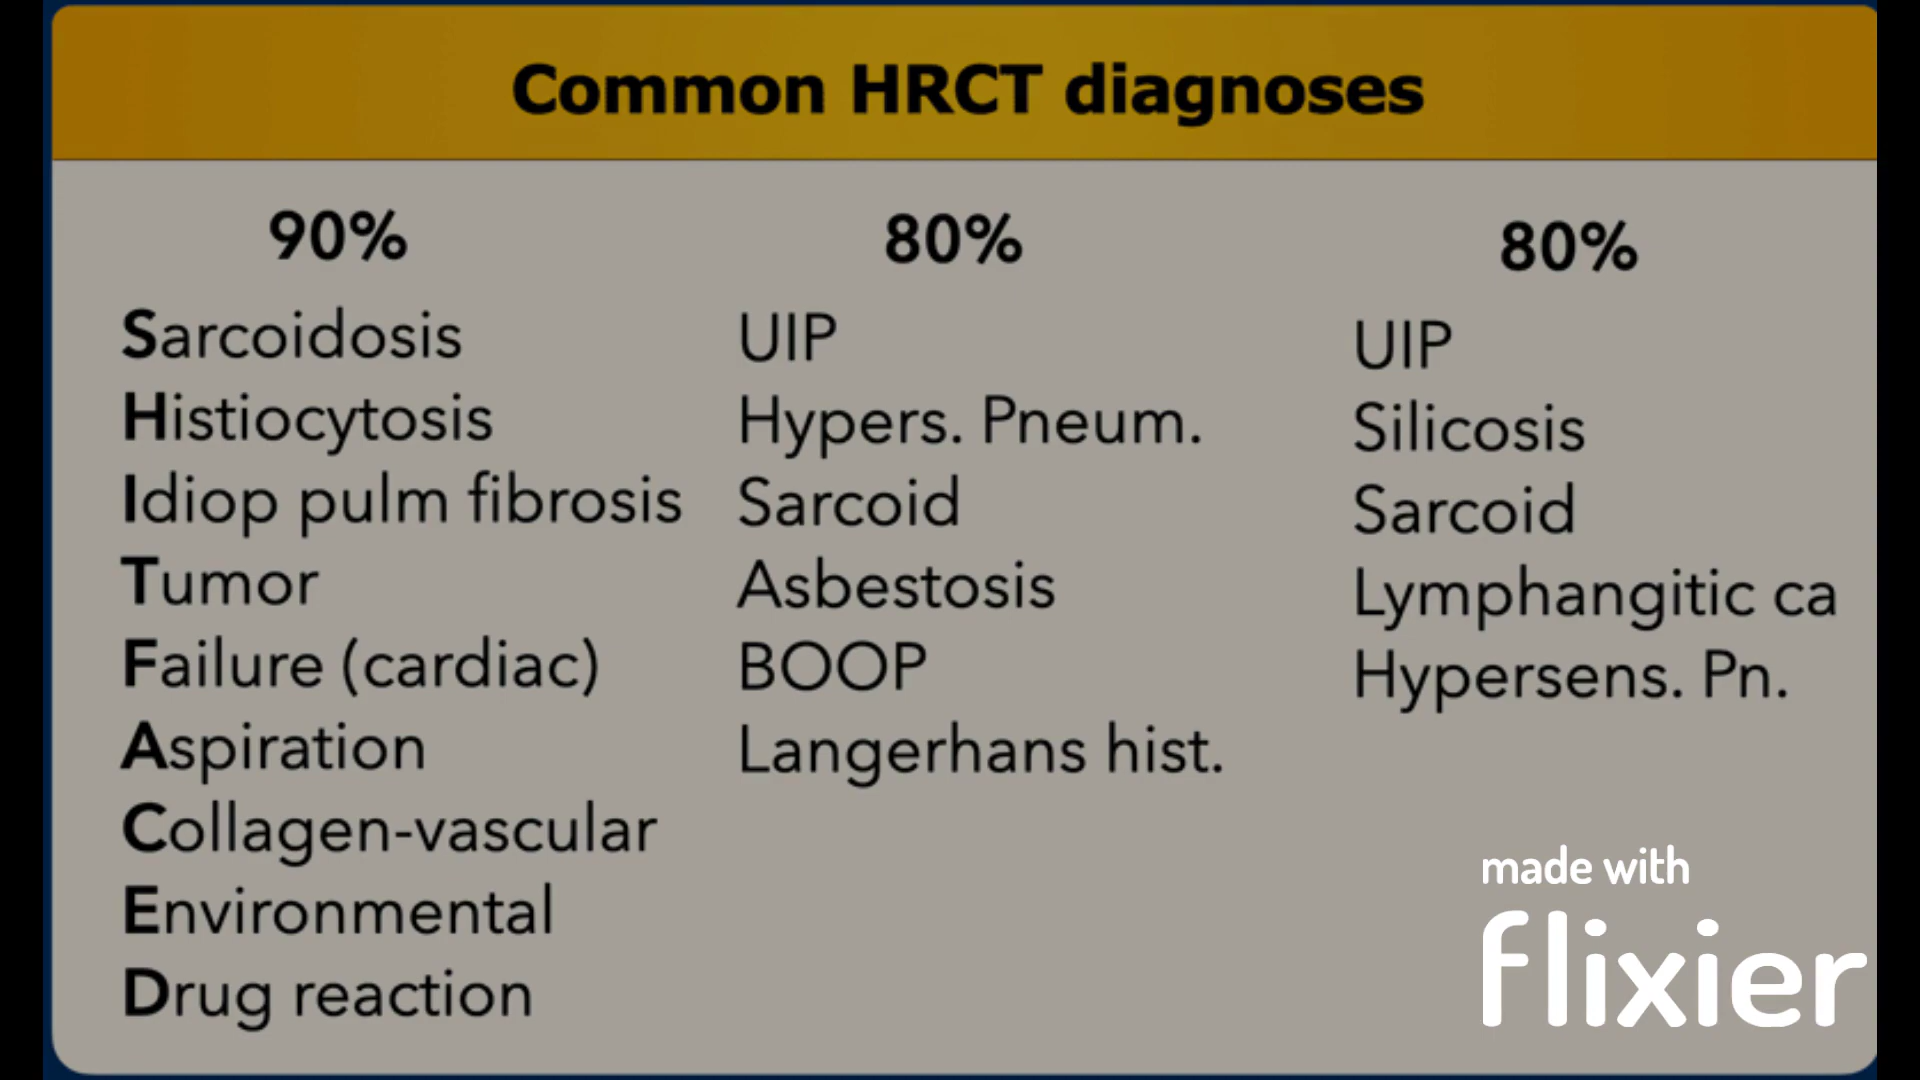 Common HRCT diagnoses
90%
Sarcoidosis
Histiocytosis
Idiop pulm fibrosis
Tumor
Failure (cardiac)
Aspiration
Collagen-vascular
Environmental
Drug reaction
80%
UIP
Hypers. Pneum.
Sarcoid
Asbestosis
BOOP
Langerhans hist.
80%
UIP
Silicosis
Sarcoid
Lymphangitic ca
Hypersens. Pn.
made with
flixier